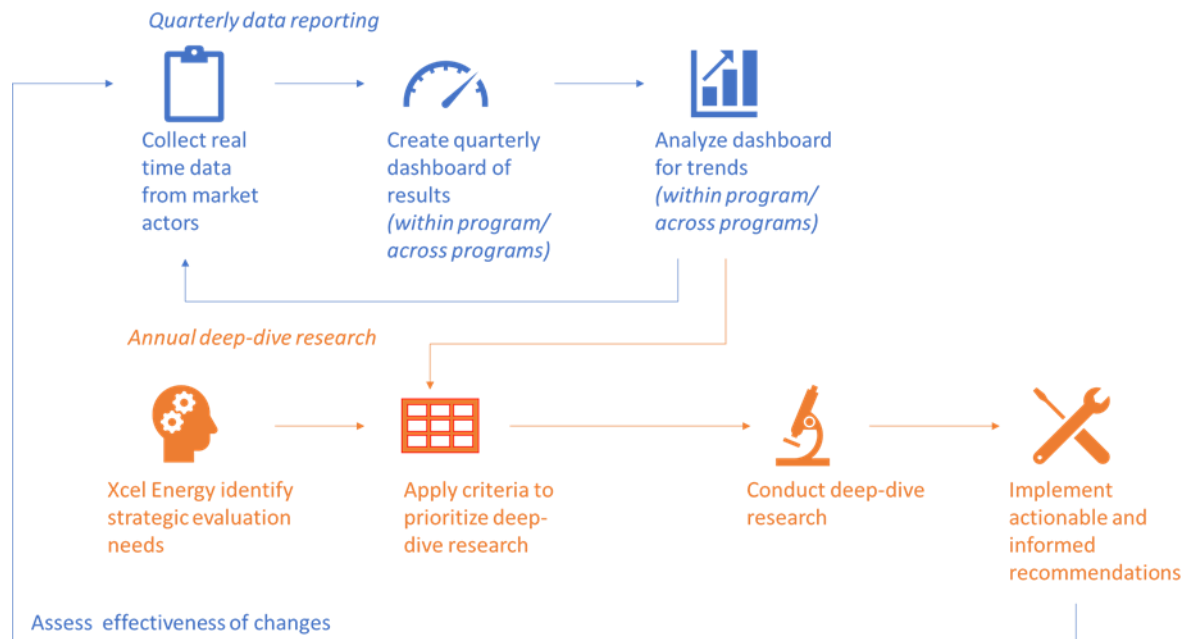 Quarterly data reporting
Collect real
time data
from market
actors
Create quarterly
dashboard of
results
(within program/
across programs)
Analyze dashboard
for trends
(within program/
across programs)
Annual deep-dive research
Xcel Energy identify
strategic evaluation
needs
Apply criteria to
prioritize deep-
dive research
Conduct deep-dive
research
Implement
actionable and
informed
recommendations
Assess effectiveness of changes